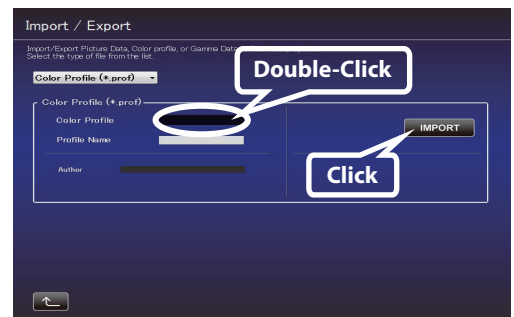 Import / Export
Import/Export Picture Data, Color profile, or Gamma Data
Select the type of file from the list.
Double-Click
Color Profile (*.prof)
Color Profile (*.prof)
Color Profile
IMPORT
Profile Name
Author
Click